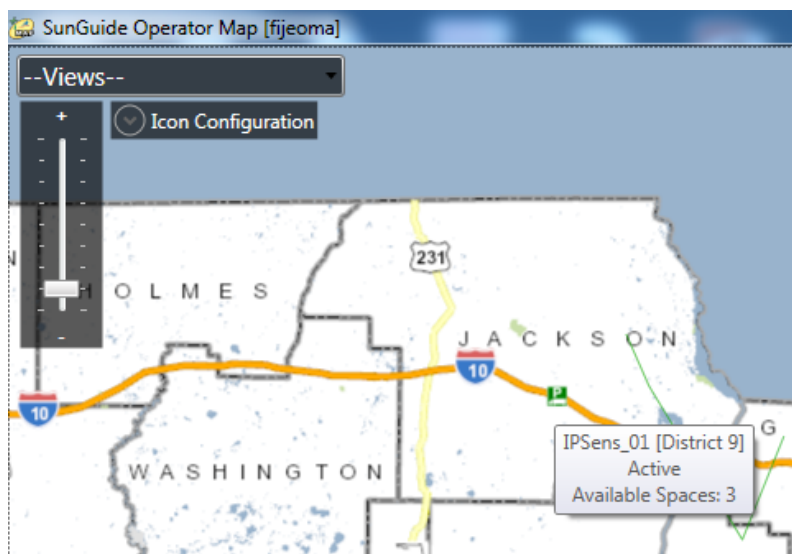 SunGuide Operator Map [fijeoma]
--Views--
+
Icon Configuration
-
N
HOLMES
231
JACKSON
10
10
P
G
WASHINGTON
IPSens_01 [District 9]
Active
Available Spaces: 3